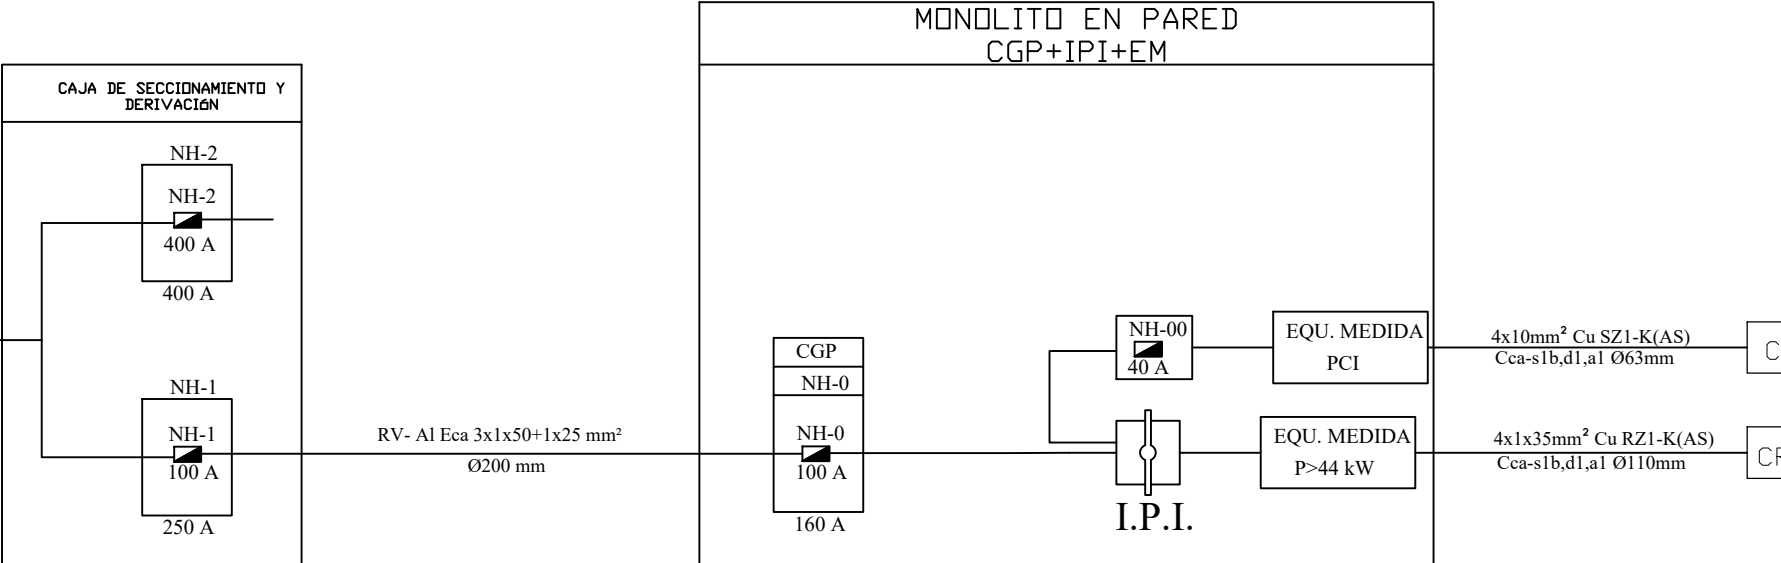 MONOLITO EN PARED
CGP+IPI+EM
CAJA DE SECCIONAMIENTO Y
DERIVACIóN
NH-2
NH-2
400 A
400 A
NH-1
NH-1
100 A
250 A
RV- Al Eca 3x1x50+1x25 mm²
Ø200 mm
CGP
NH-0
NH-0
100 A
160 A
NH-00
40 A
I.P.I.
EQU. MEDIDA
PCI
EQU. MEDIDA
P>44 kW
4x10mm² Cu SZ1-K(AS)
Cca-s1b,d1,a1 Ø63mm
4x1x35mm² Cu RZ1-K(AS)
Cca-s1b,d1,a1 Ø110mm